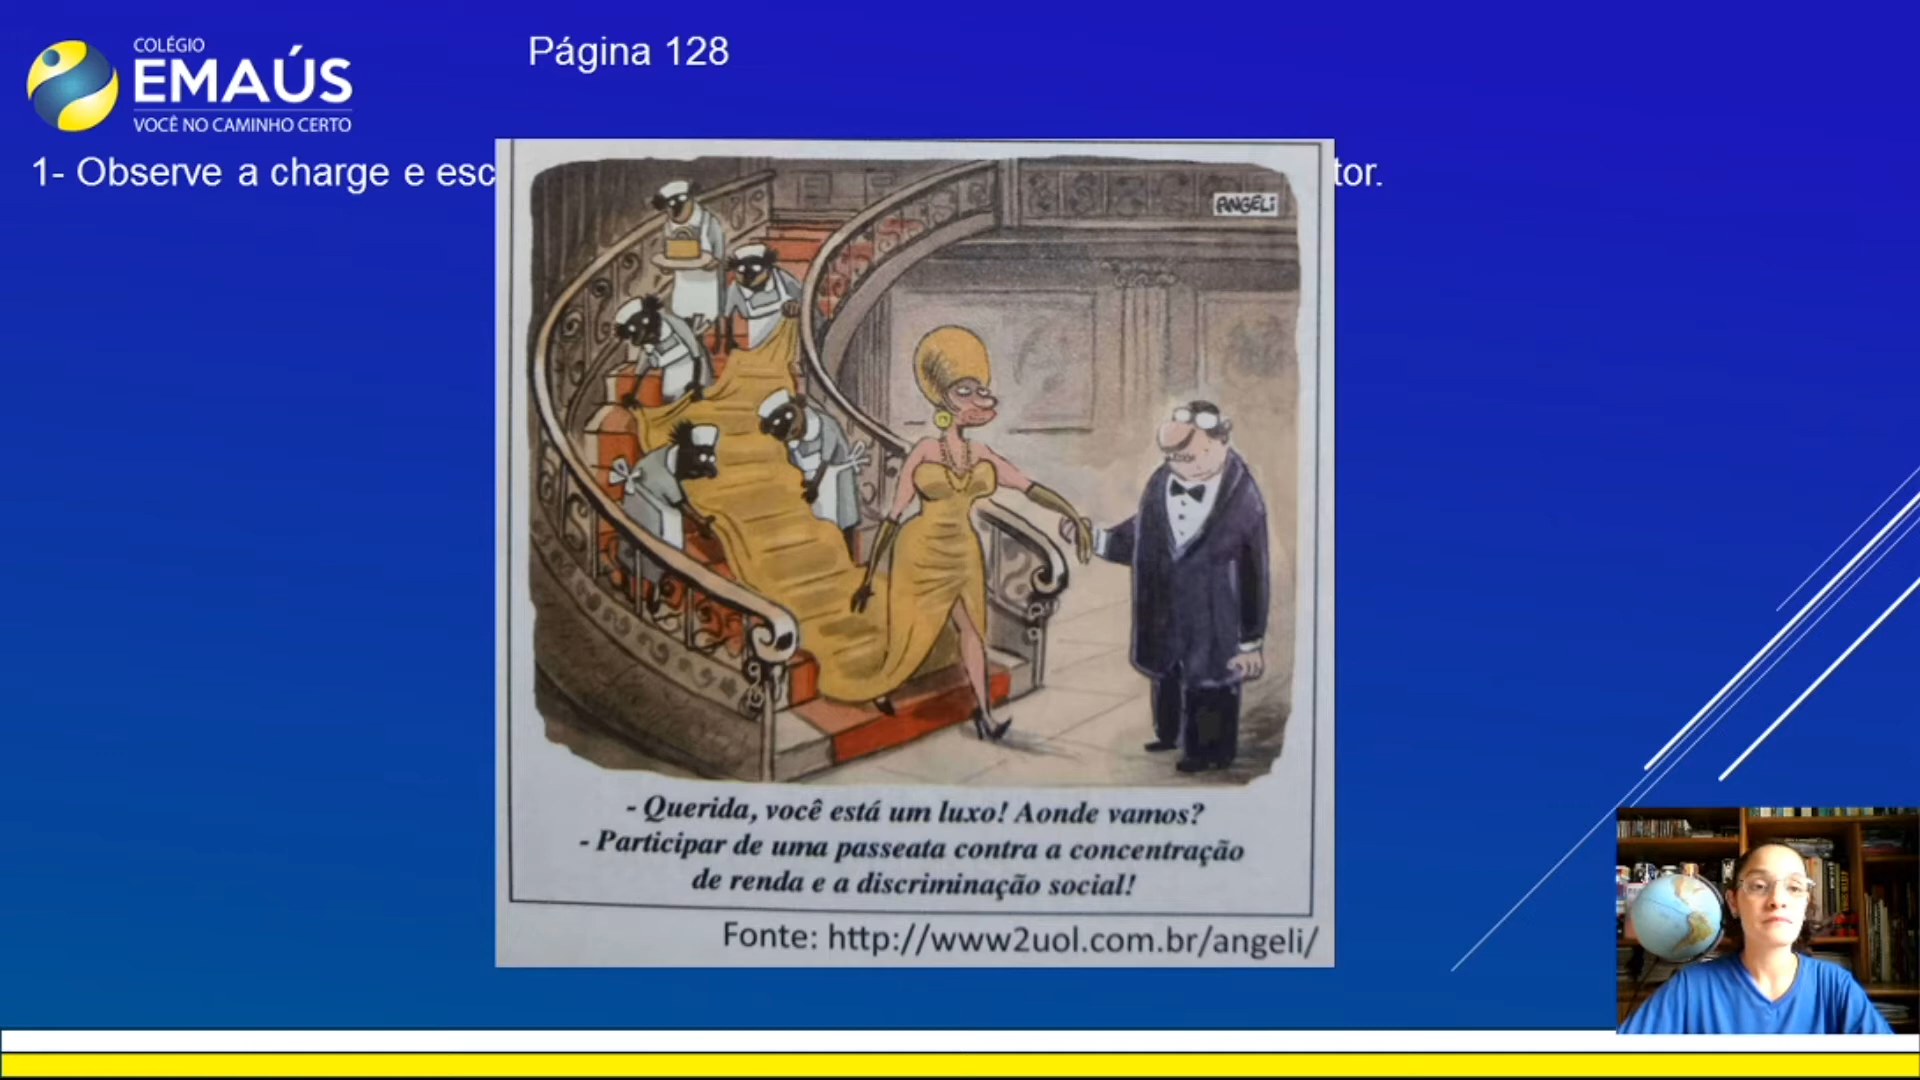 COLÉGIO
EMAÚS
VOCÊ NO CAMINHO CERTO
Página 128
1- Observe a charge e esc tor.
ANGELi
- Querida, você está um luxo! Aonde vamos?
- Participar de uma passeata contra a concentração
de renda e a discriminação social!
Fonte: http://www2uol.com.br/angeli/